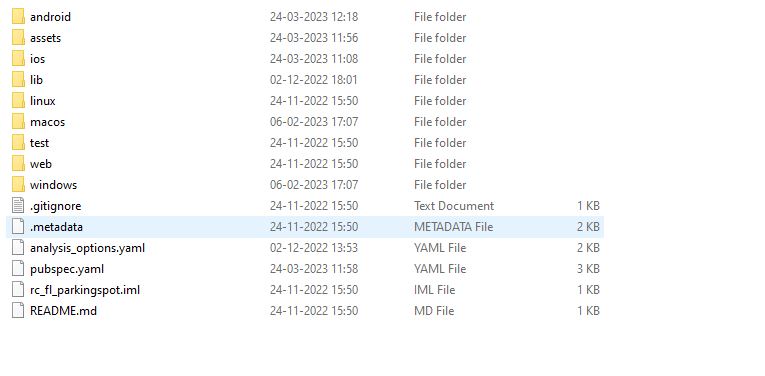 android 24-03-2023 12:18 File folder
assets 24-03-2023 11:56 File folder
ios 24-03-2023 11:08 File folder
lib 02-12-2022 18:01 File folder
linux 24-11-2022 15:50 File folder
macos 06-02-2023 17:07 File folder
test 24-11-2022 15:50 File folder
web 24-11-2022 15:50 File folder
windows 06-02-2023 17:07 File folder
.gitignore 24-11-2022 15:50 Text Document 1 KB
.metadata 24-11-2022 15:50 METADATA File 2 KB
analysis_options.yaml 02-12-2022 13:53 YAML File 2 KB
pubspec.yaml 24-03-2023 11:58 YAML File 3 KB
rc_fl_parkingspot.iml 24-11-2022 15:50 IML File 1 KB
README.md 24-11-2022 15:50 MD File 1 KB